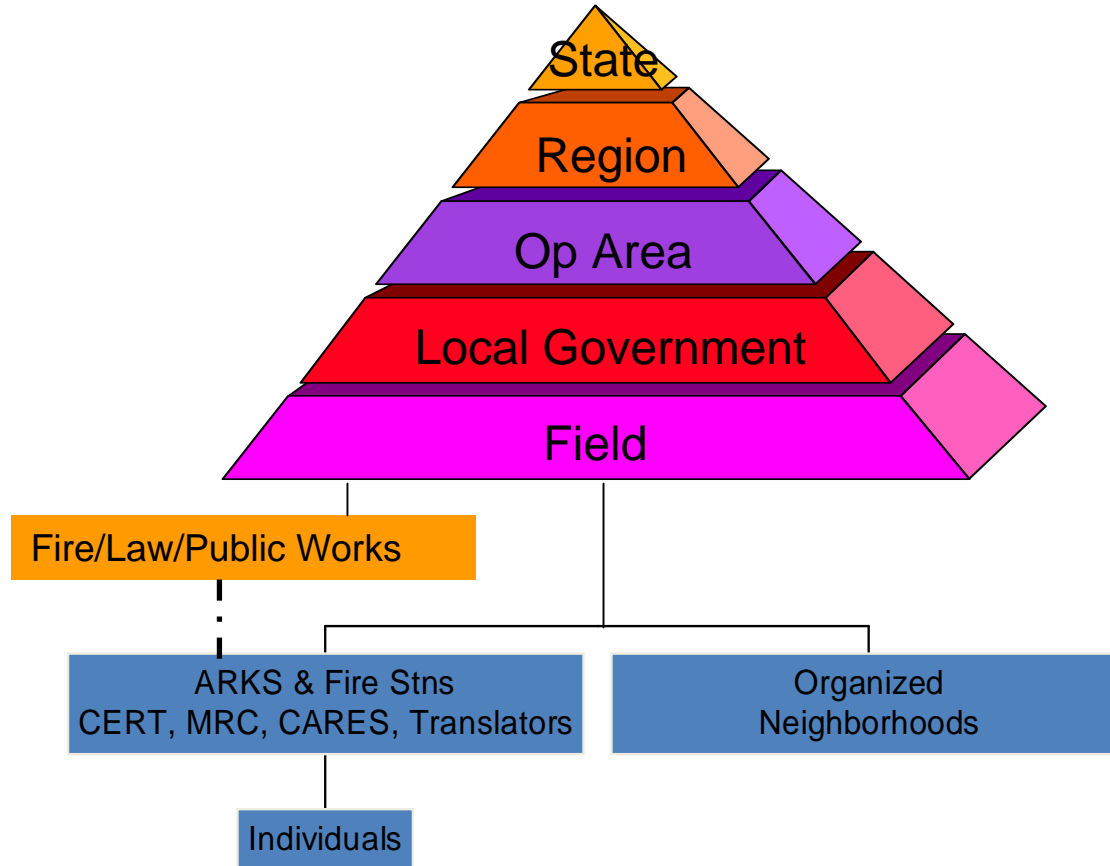 State
Region
Op Area
Local Government
Field
Fire/Law/Public Works
ARKS & Fire Stns
CERT, MRC, CARES, Translators
Organized
Neighborhoods
Individuals